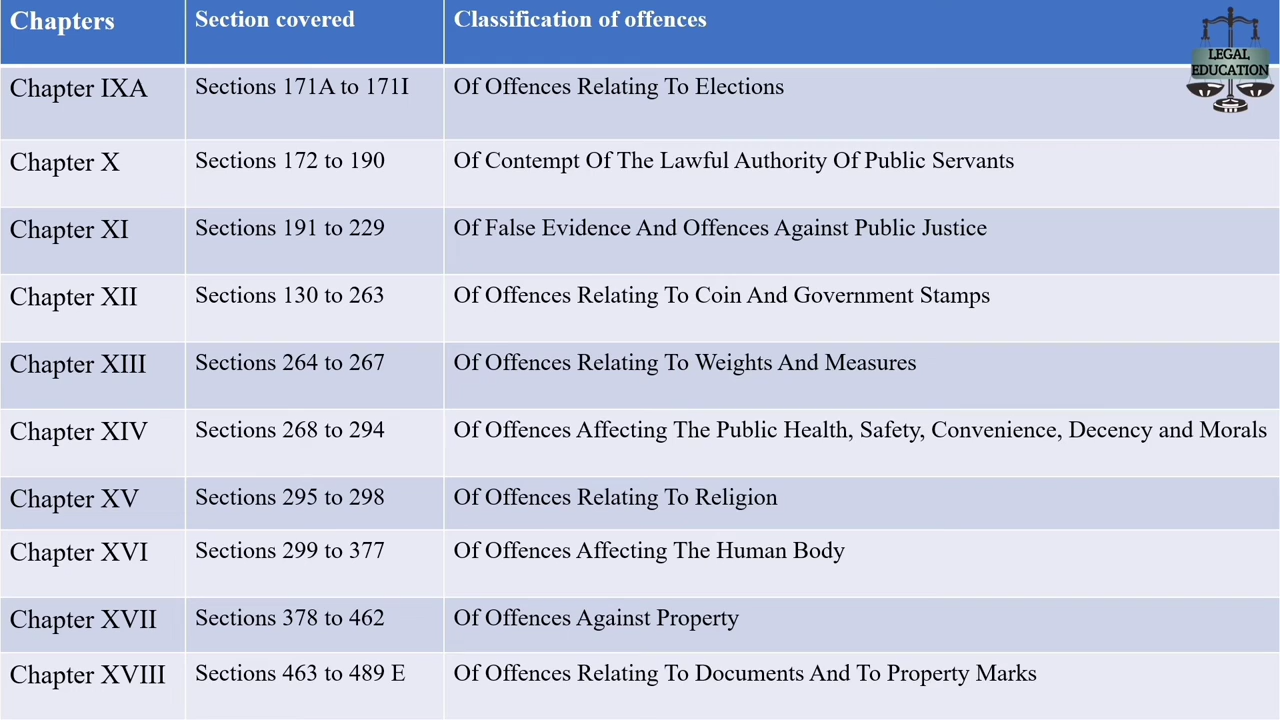 Chapters Section covered Classification of offences
LEGAL
EDUCATION
Chapter IXA Sections 171A to 171I Of Offences Relating To Elections
Chapter X Sections 172 to 190 Of Contempt Of The Lawful Authority Of Public Servants
Chapter XI Sections 191 to 229 Of False Evidence And Offences Against Public Justice
Chapter XII Sections 130 to 263 Of Offences Relating To Coin And Government Stamps
Chapter XIII Sections 264 to 267 Of Offences Relating To Weights And Measures
Chapter XIV Sections 268 to 294 Of Offences Affecting The Public Health, Safety, Convenience, Decency and Morals
Chapter XV Sections 295 to 298 Of Offences Relating To Religion
Chapter XVI Sections 299 to 377 Of Offences Affecting The Human Body
Chapter XVII Sections 378 to 462 Of Offences Against Property
Chapter XVIII Sections 463 to 489 E Of Offences Relating To Documents And To Property Marks